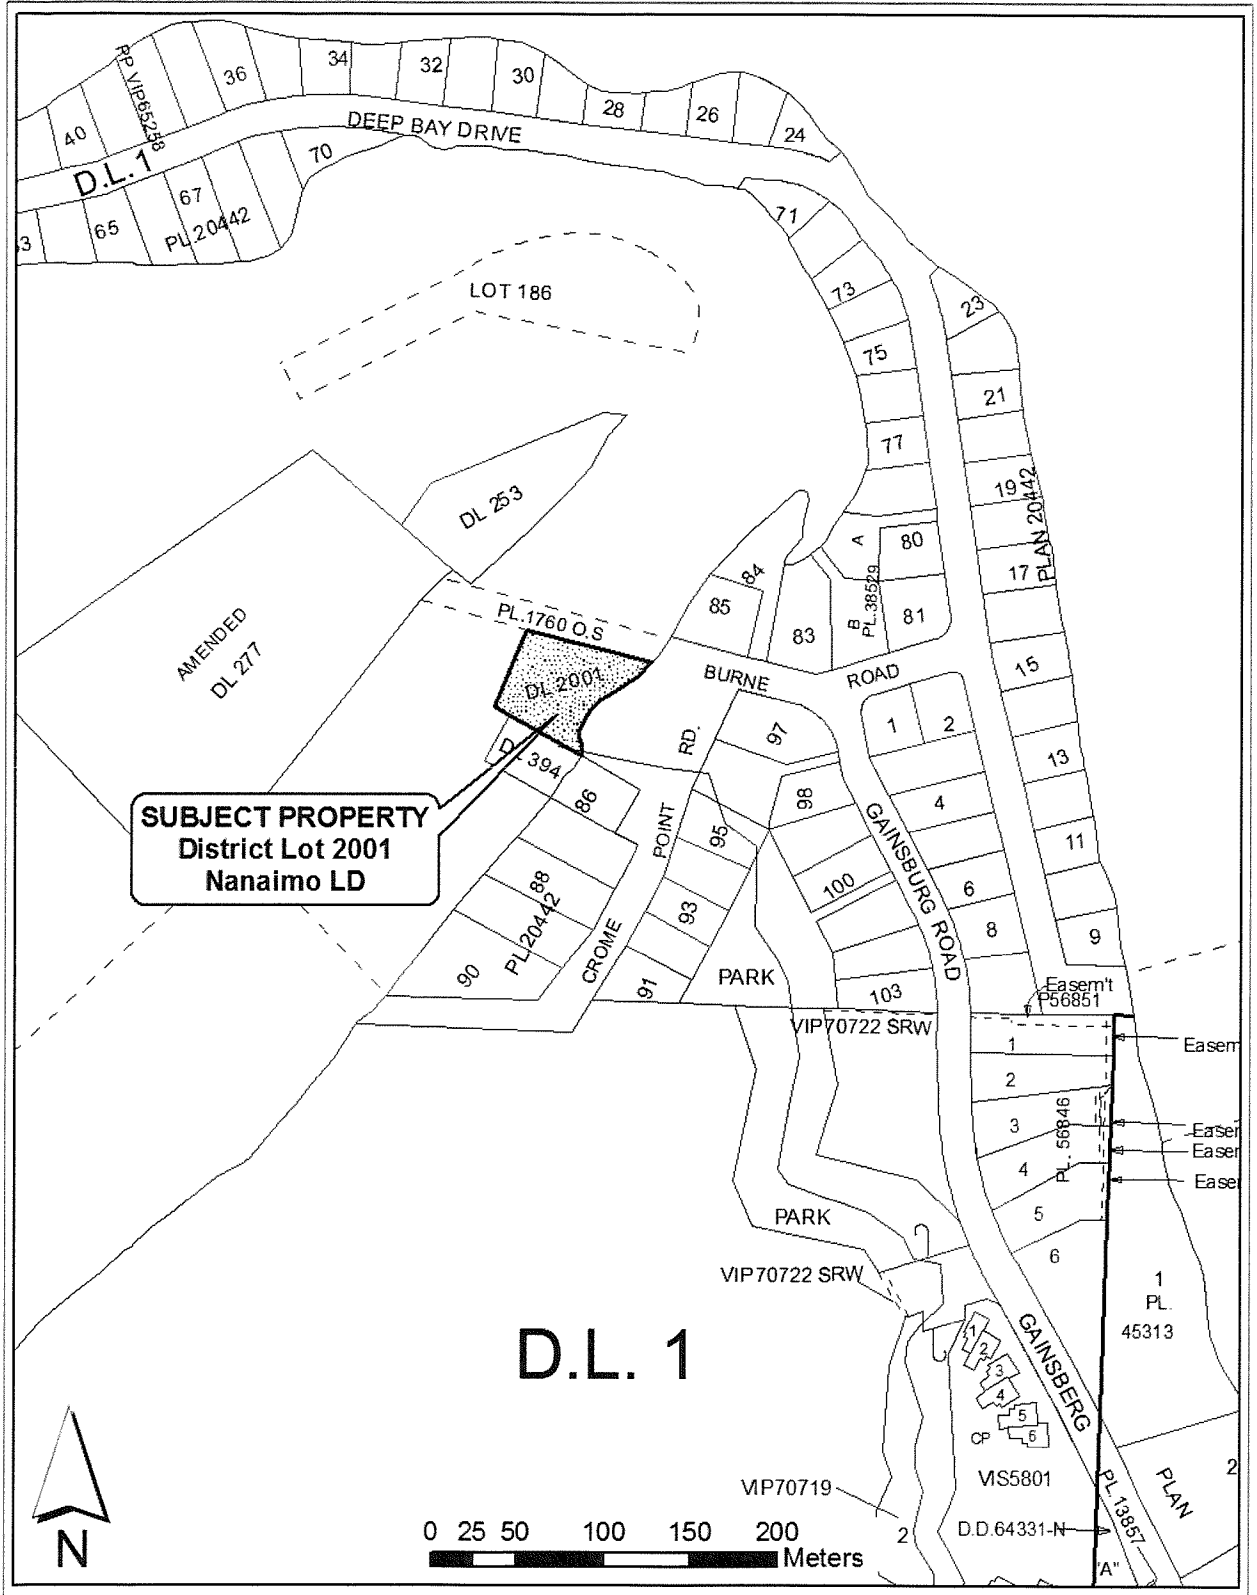 36
34
32
30
28
26
24
40
RP VIP65258
DEEP BAY DRIVE
D.L. 1
70
67
65
PL.20442
71
73
75
77
23
21
19
17
PLAN 20442
15
13
11
9
LOT 186
DL 253
AMENDED
DL 277
PL.1760 O.S
DL 2001
DL 394
84
85
83
A
B
PL.38529
80
81
BURNE
ROAD
RD.
POINT
CROME
97
98
100
103
1
2
4
6
8
GAINSBURG ROAD
SUBJECT PROPERTY
District Lot 2001
Nanaimo LD
86
88
90
PL20442
95
93
91
PARK
VIP70722 SRW
Easem't
P56851
1
2
3
4
5
6
PL. 56846
Easem
Easer
Easer
Easer
PARK
VIP70722 SRW
1
PL.
45313
D.L. 1
GAINSBERG
1
2
3
4
5
6
CP
VIS5801
VIP70719
2
D.D.64331-N
PL.13857
PLAN
2
"A"
N
0 25 50 100 150 200
Meters